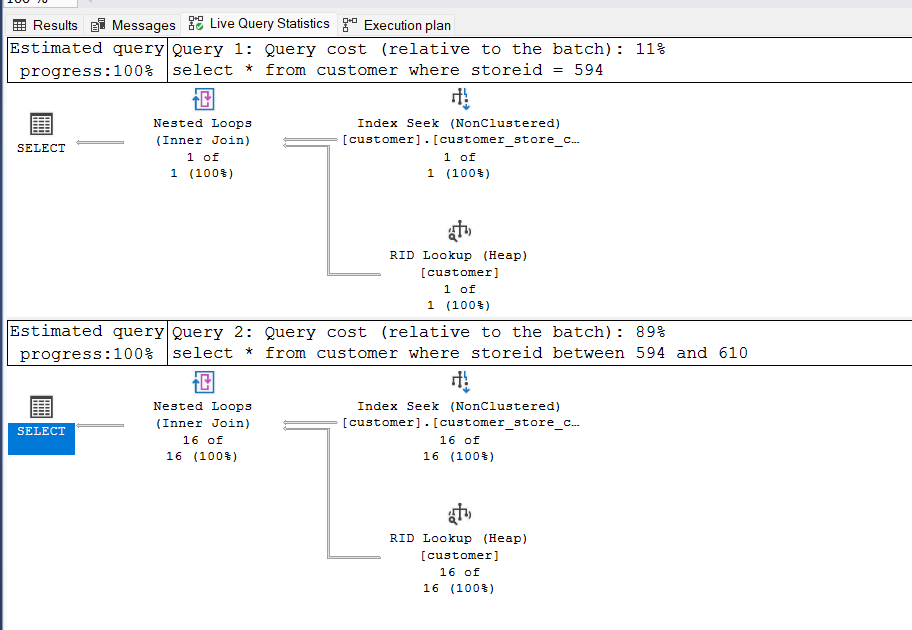 Results Messages Live Query Statistics Execution plan
Estimated query progress:100%
Query 1: Query cost (relative to the batch): 11%
select * from customer where storeid = 594
SELECT
Nested Loops
(Inner Join)
1 of
1 (100%)
Index Seek (NonClustered)
[customer].[customer_store_c…
1 of
1 (100%)
RID Lookup (Heap)
[customer]
1 of
1 (100%)
Estimated query progress:100%
Query 2: Query cost (relative to the batch): 89%
select * from customer where storeid between 594 and 610
SELECT
Nested Loops
(Inner Join)
16 of
16 (100%)
Index Seek (NonClustered)
[customer].[customer_store_c…
16 of
16 (100%)
RID Lookup (Heap)
[customer]
16 of
16 (100%)